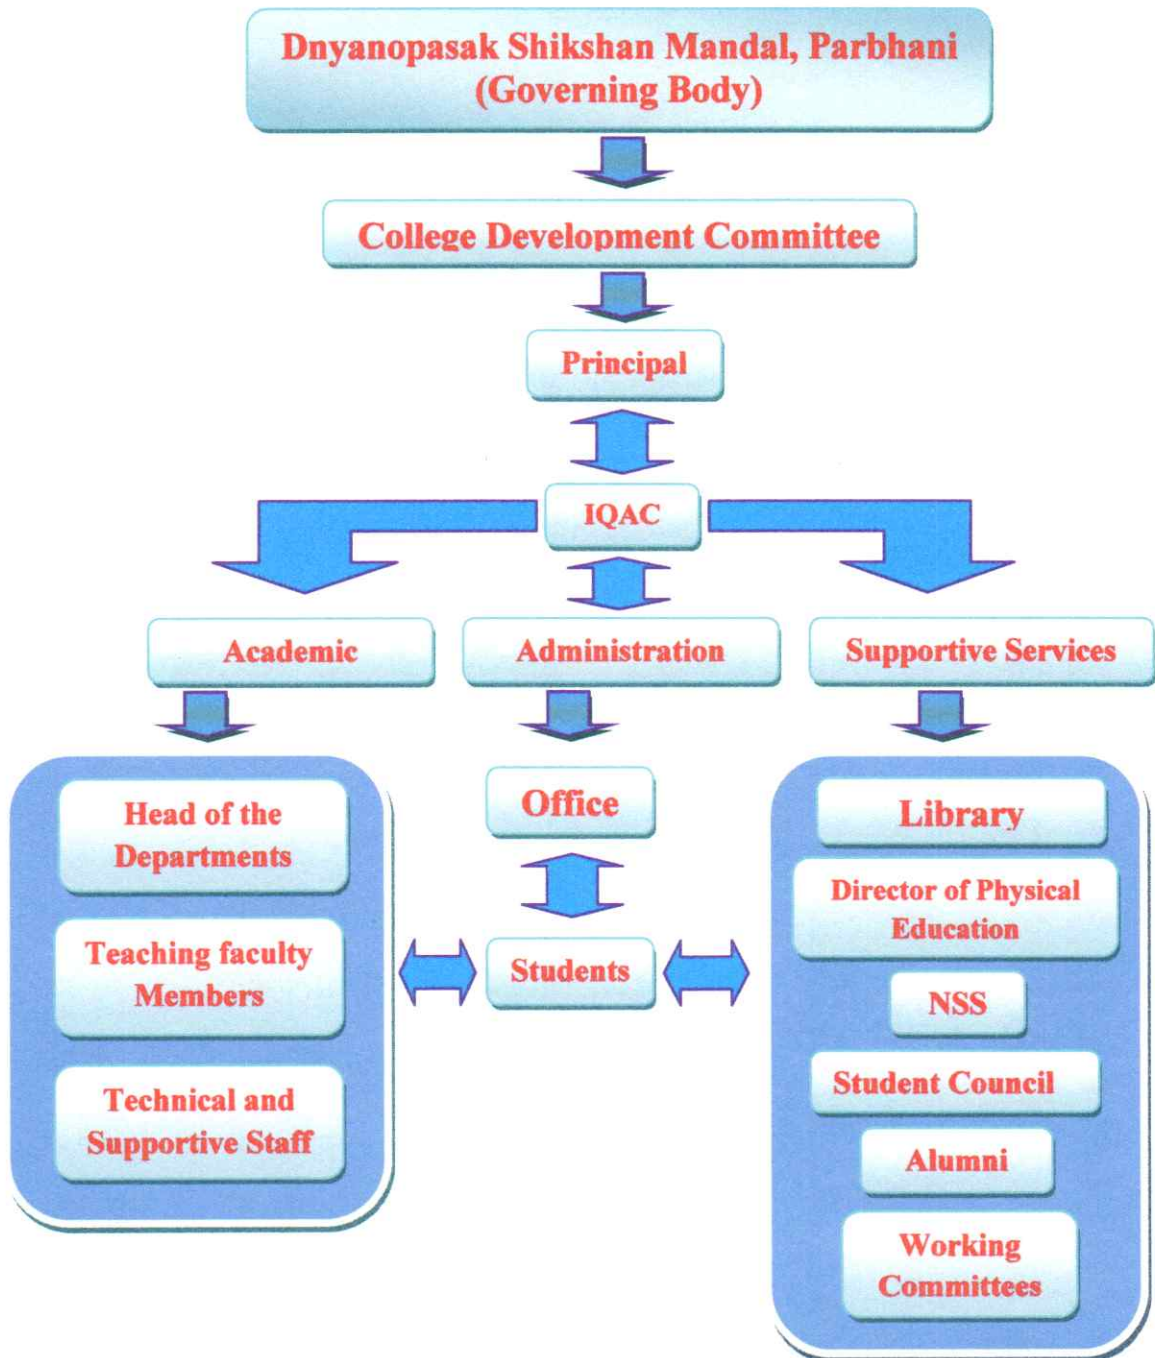 Dnyanopasak Shikshan Mandal, Parbhani
(Governing Body)
College Development Committee
Principal
IQAC
Academic
Administration
Supportive Services
Head of the
Departments
Teaching faculty
Members
Technical and
Supportive Staff
Office
Students
Library
Director of Physical
Education
NSS
Student Council
Alumni
Working
Committees